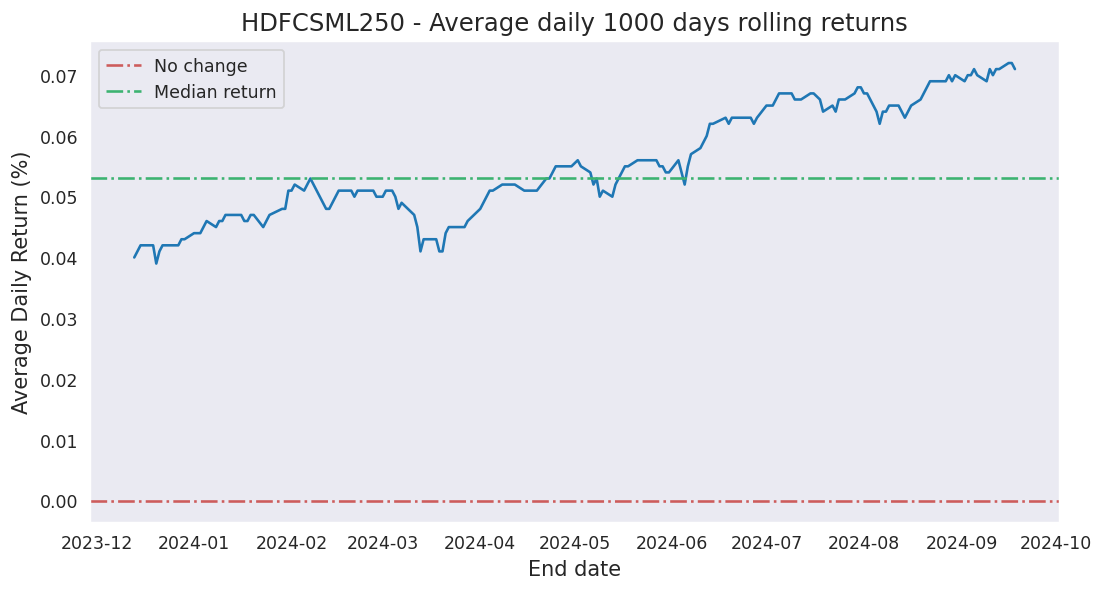 HDFCSML250 - Average daily 1000 days rolling returns
No change
Median return
Average Daily Return (%)
0.07
0.06
0.05
0.04
0.03
0.02
0.01
0.00
2023-12 2024-01 2024-02 2024-03 2024-04 2024-05 2024-06 2024-07 2024-08 2024-09 2024-10
End date